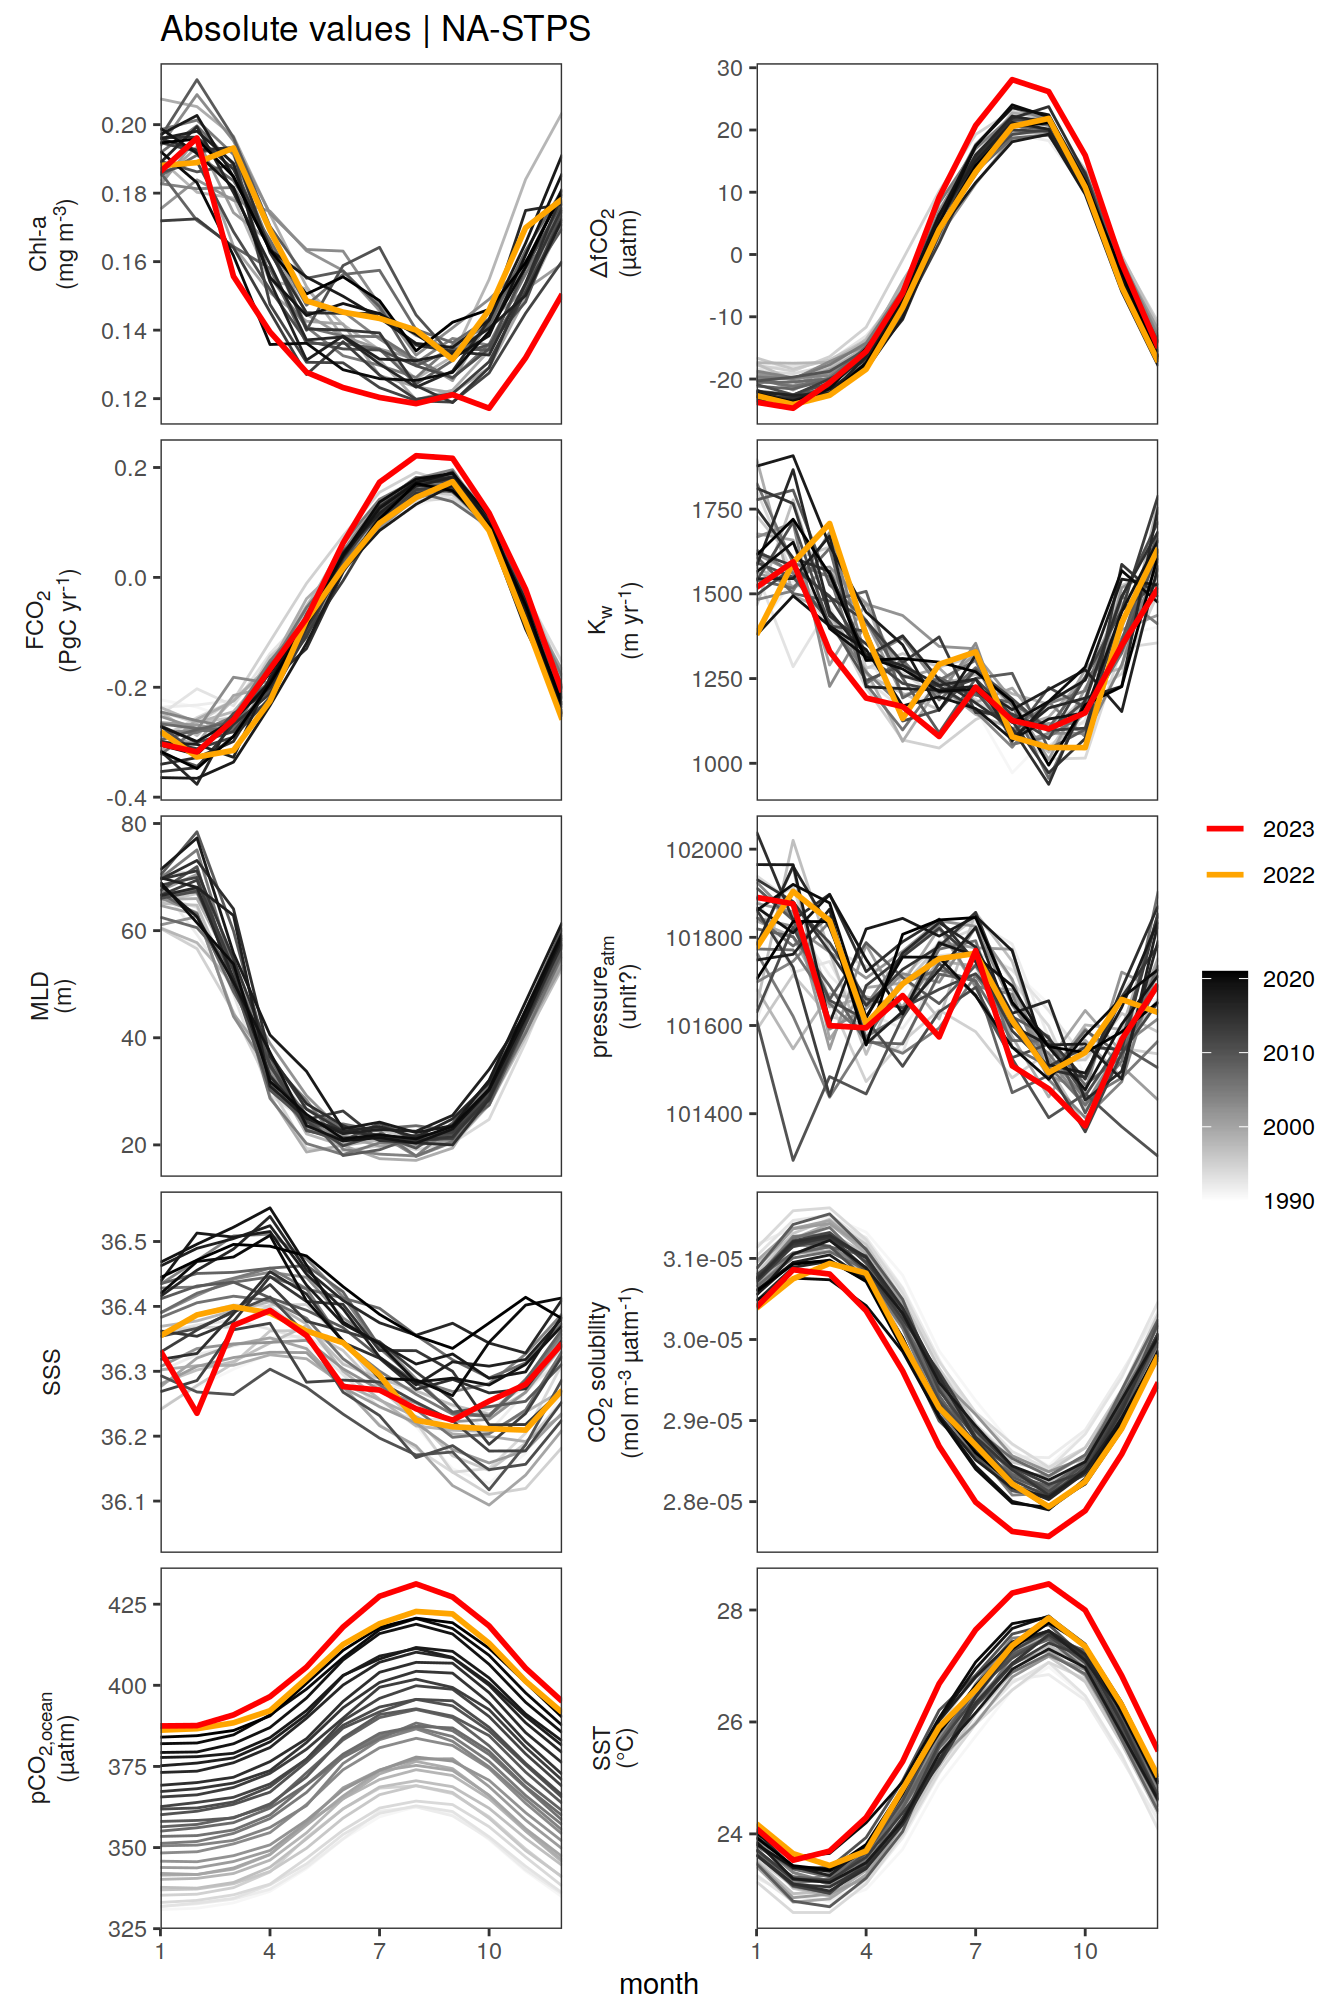 Absolute values | NA-STPS
Chl-a
(mg m-3)
0.20
0.18
0.16
0.14
0.12
ΔfCO2
(µatm)
30
20
10
0
-10
-20
FCO2
(PgC yr-1)
0.2
0.0
-0.2
-0.4
Kw
(m yr-1)
1750
1500
1250
1000
MLD
(m)
80
60
40
20
pressureatm
(unit?)
102000
101800
101600
101400
SSS
36.5
36.4
36.3
36.2
36.1
CO2 solubility
(mol m-3 µatm-1)
3.1e-05
3.0e-05
2.9e-05
2.8e-05
pCO2,ocean
(µatm)
425
400
375
350
325
SST
(°C)
28
26
24
1 4 7 10
1 4 7 10
month
2023
2022
2020
2010
2000
1990